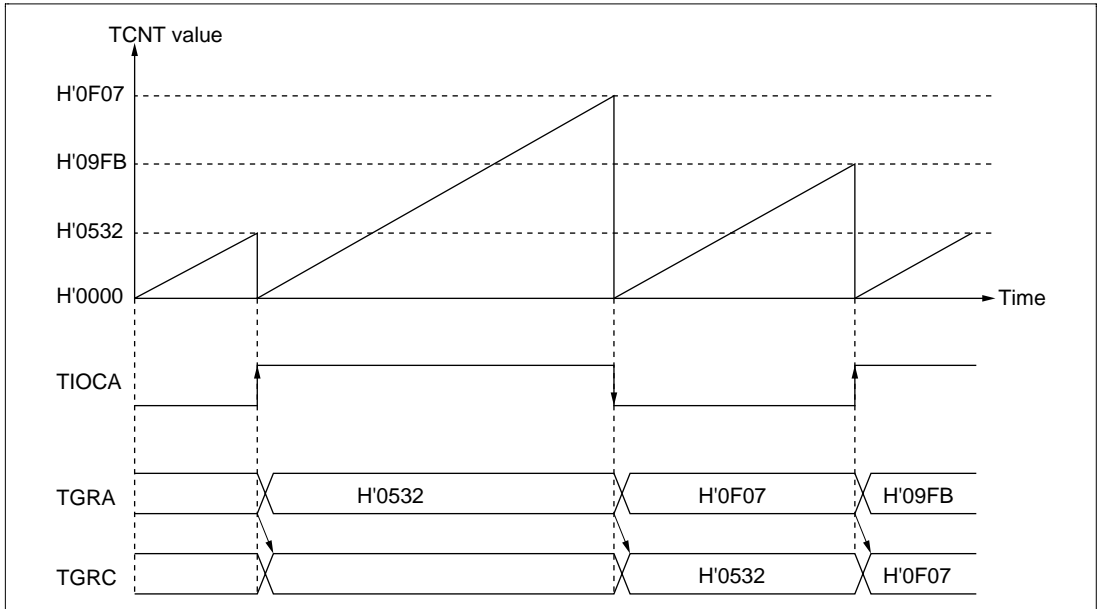 TCNT value
H'0F07
H'09FB
H'0532
H'0000
Time
TIOCA
TGRA H'0532 H'0F07 H'09FB
TGRC H'0532 H'0F07